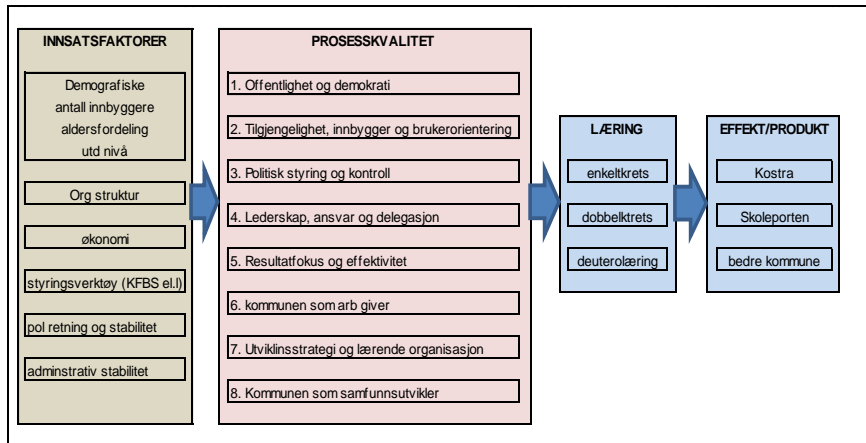 INNSATSFAKTORER
Demografiske
antall innbyggere
aldersfordeling
utd nivå
Org struktur
økonomi
styringsverktøy (KFBS el.l)
pol retning og stabilitet
adminstrativ stabilitet
PROSESSKVALITET
1. Offentlighet og demokrati
2. Tilgjengelighet, innbygger og brukerorientering
3. Politisk styring og kontroll
4. Lederskap, ansvar og delegasjon
5. Resultatfokus og effektivitet
6. kommunen som arb giver
7. Utviklinsstrategi og lærende organisasjon
8. Kommunen som samfunnsutvikler
LÆRING
enkeltkrets
dobbelktrets
deuterolæring
EFFEKT/PRODUKT
Kostra
Skoleporten
bedre kommune